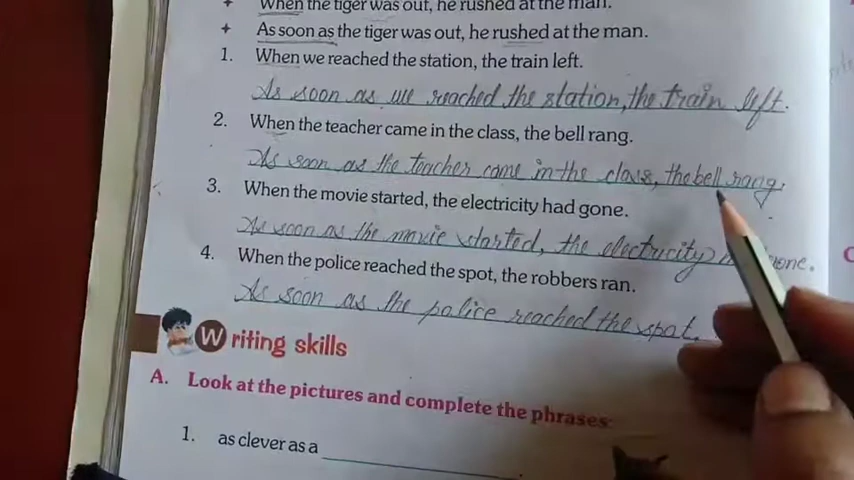 + When the tiger was out, he rushed at the man.
+ As soon as the tiger was out, he rushed at the man.
1. When we reached the station, the train left.
As soon as we reached the station, the train left.
2. When the teacher came in the class, the bell rang.
As soon as the teacher came in the class, the bell rang.
3. When the movie started, the electricity had gone.
As soon as the movie started, the electricity
4. When the police reached the spot, the robbers ran.
As soon as the police reached the spot,
Writing skills
A. Look at the pictures and complete the phrases:
1. as clever as a